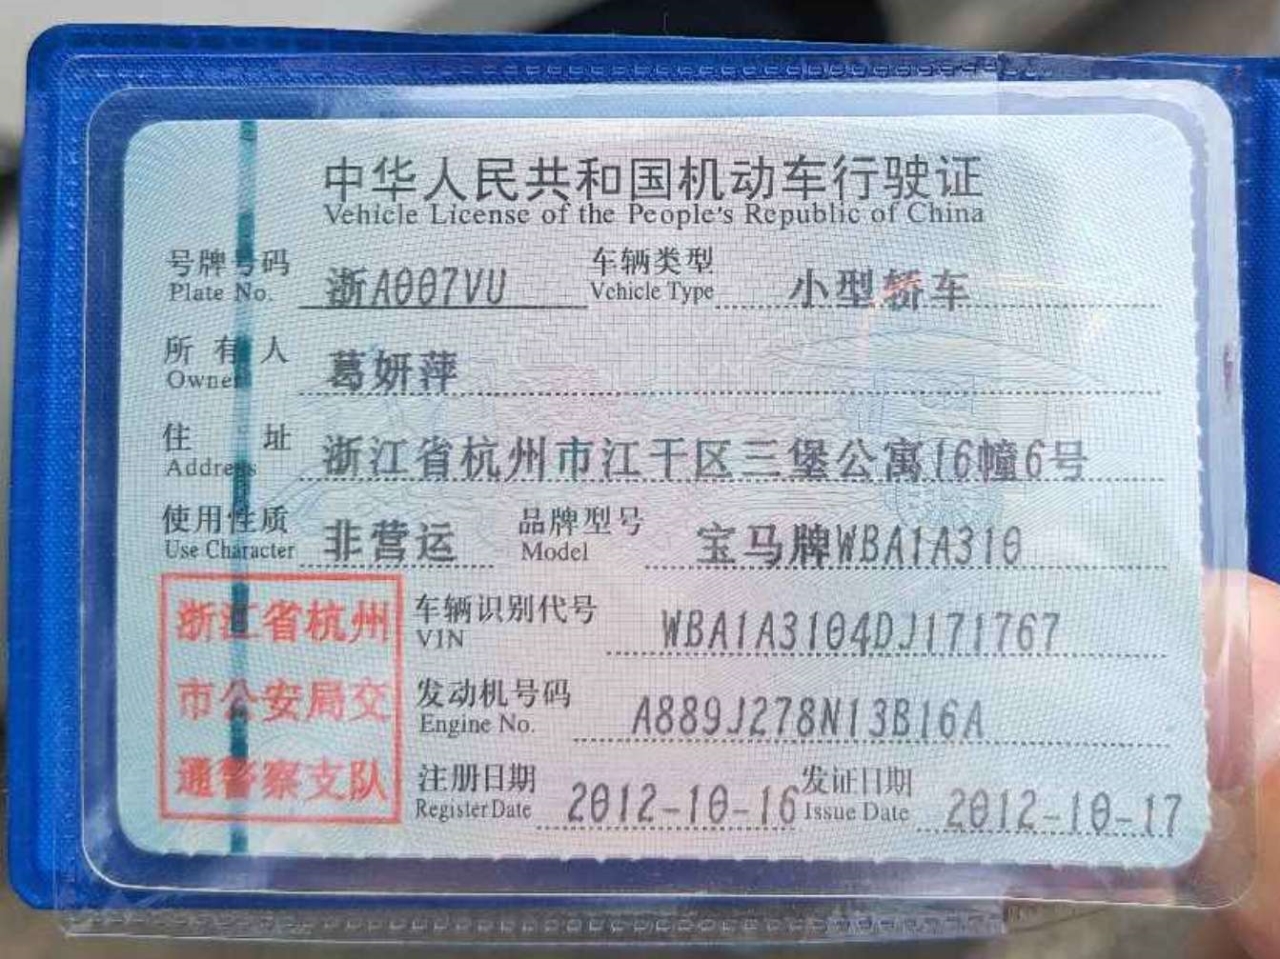 中华人民共和国机动车行驶证
Vehicle License of the People's Republic of China
号牌号码 浙A007VU 车辆类型 小型轿车
Plate No. Vehicle Type
所有人 葛妍萍
Owner
住址 浙江省杭州市江干区三堡公寓16幢6号
Address
使用性质 非营运 品牌型号 宝马牌WBA1A310
Use Character Model
浙江省杭州
市公安局交
通警察支队
车辆识别代号 WBA1A3104DJ171767
VIN
发动机号码 A889J278N13B16A
Engine No.
注册日期 2012-10-16 发证日期 2012-10-17
Register Date Issue Date